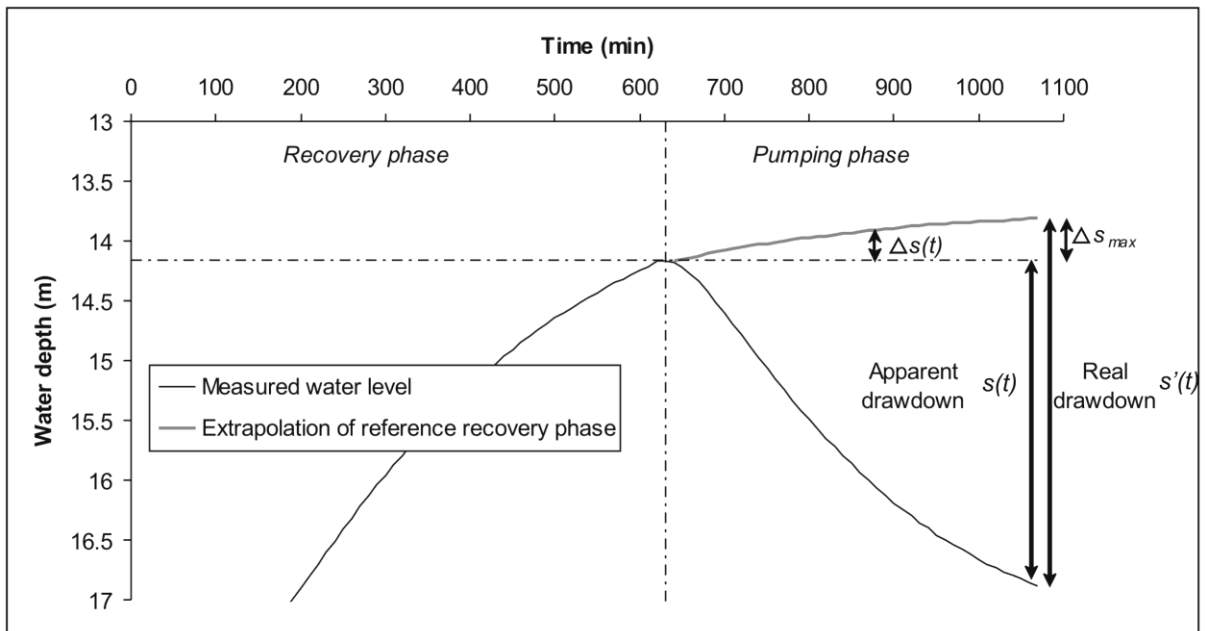 Time (min)
0 100 200 300 400 500 600 700 800 900 1000 1100
13
Recovery phase Pumping phase
13.5
Δs(t) Δs max
14
14.5
Water depth (m)
15
Measured water level
Extrapolation of reference recovery phase
Apparent drawdown s(t)
Real drawdown s'(t)
15.5
16
16.5
17